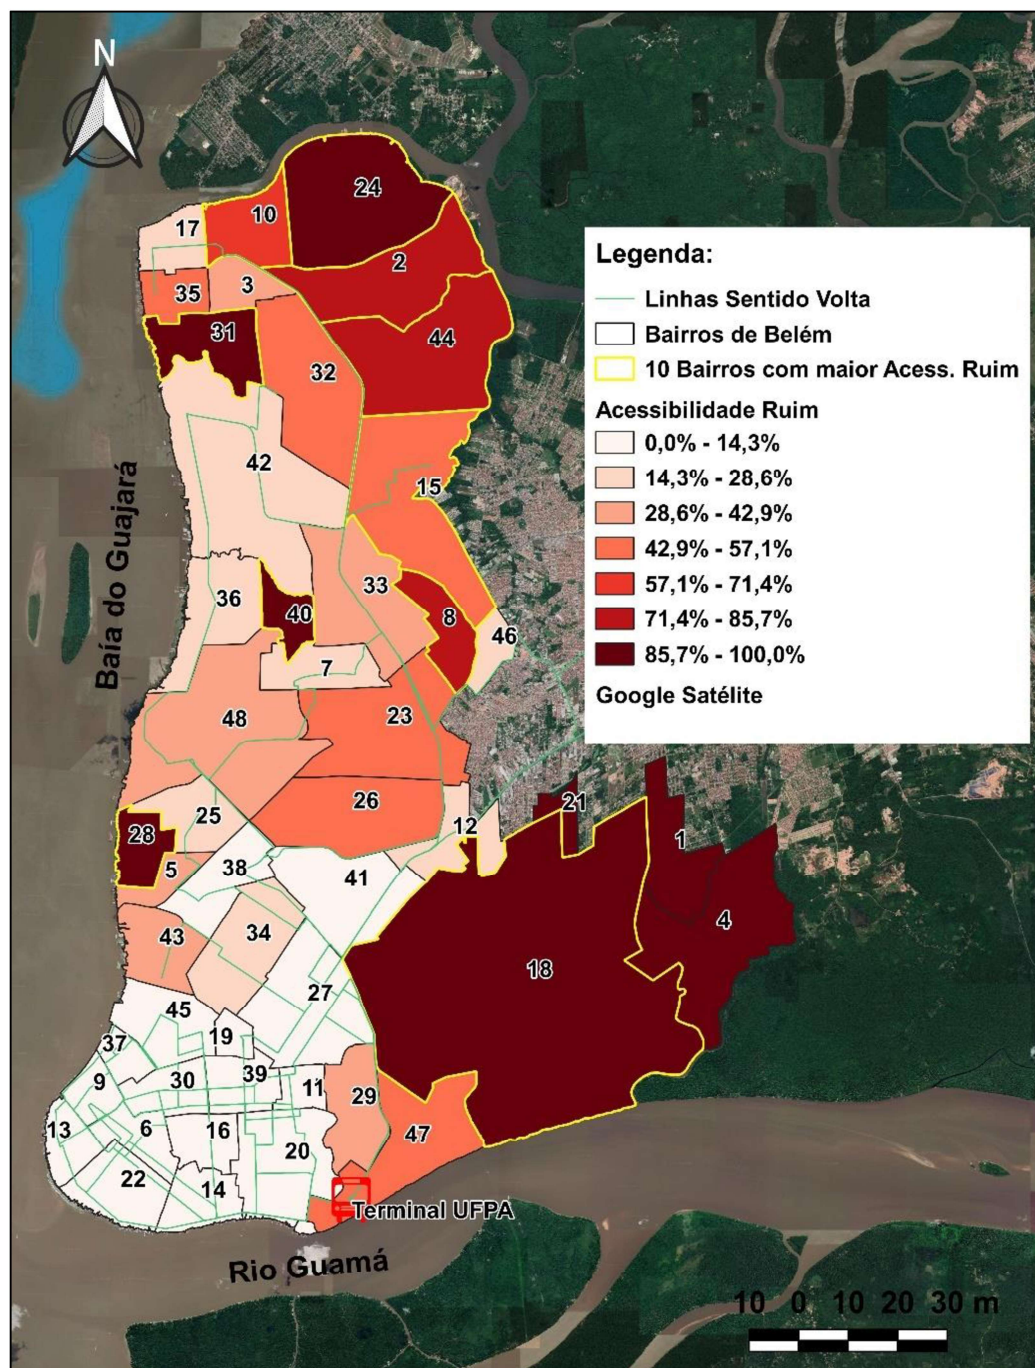 N
24
10
17
2
3
35
31
44
32
42
15
36
40
33
8
46
7
48
23
26
25
12
21
28
1
5
38
41
4
43
34
18
27
45
37
19
9
30
39
11
29
13
6
16
47
20
22
14
Terminal UFPA
Baía do Guajará
Rio Guamá
Legenda:
Linhas Sentido Volta
Bairros de Belém
10 Bairros com maior Acess. Ruim
Acessibilidade Ruim
0,0% - 14,3%
14,3% - 28,6%
28,6% - 42,9%
42,9% - 57,1%
57,1% - 71,4%
71,4% - 85,7%
85,7% - 100,0%
Google Satélite
10 0 10 20 30 m